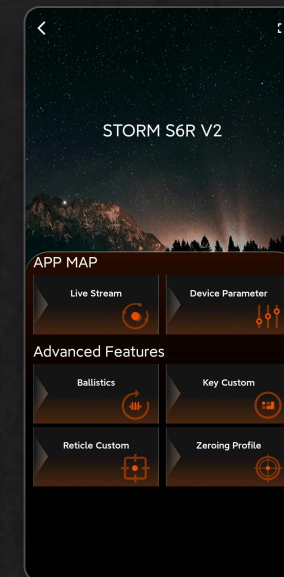 STORM S6R V2
APP MAP
Live Stream
Device Parameter
Advanced Features
Ballistics
Key Custom
Reticle Custom
Zeroing Profile